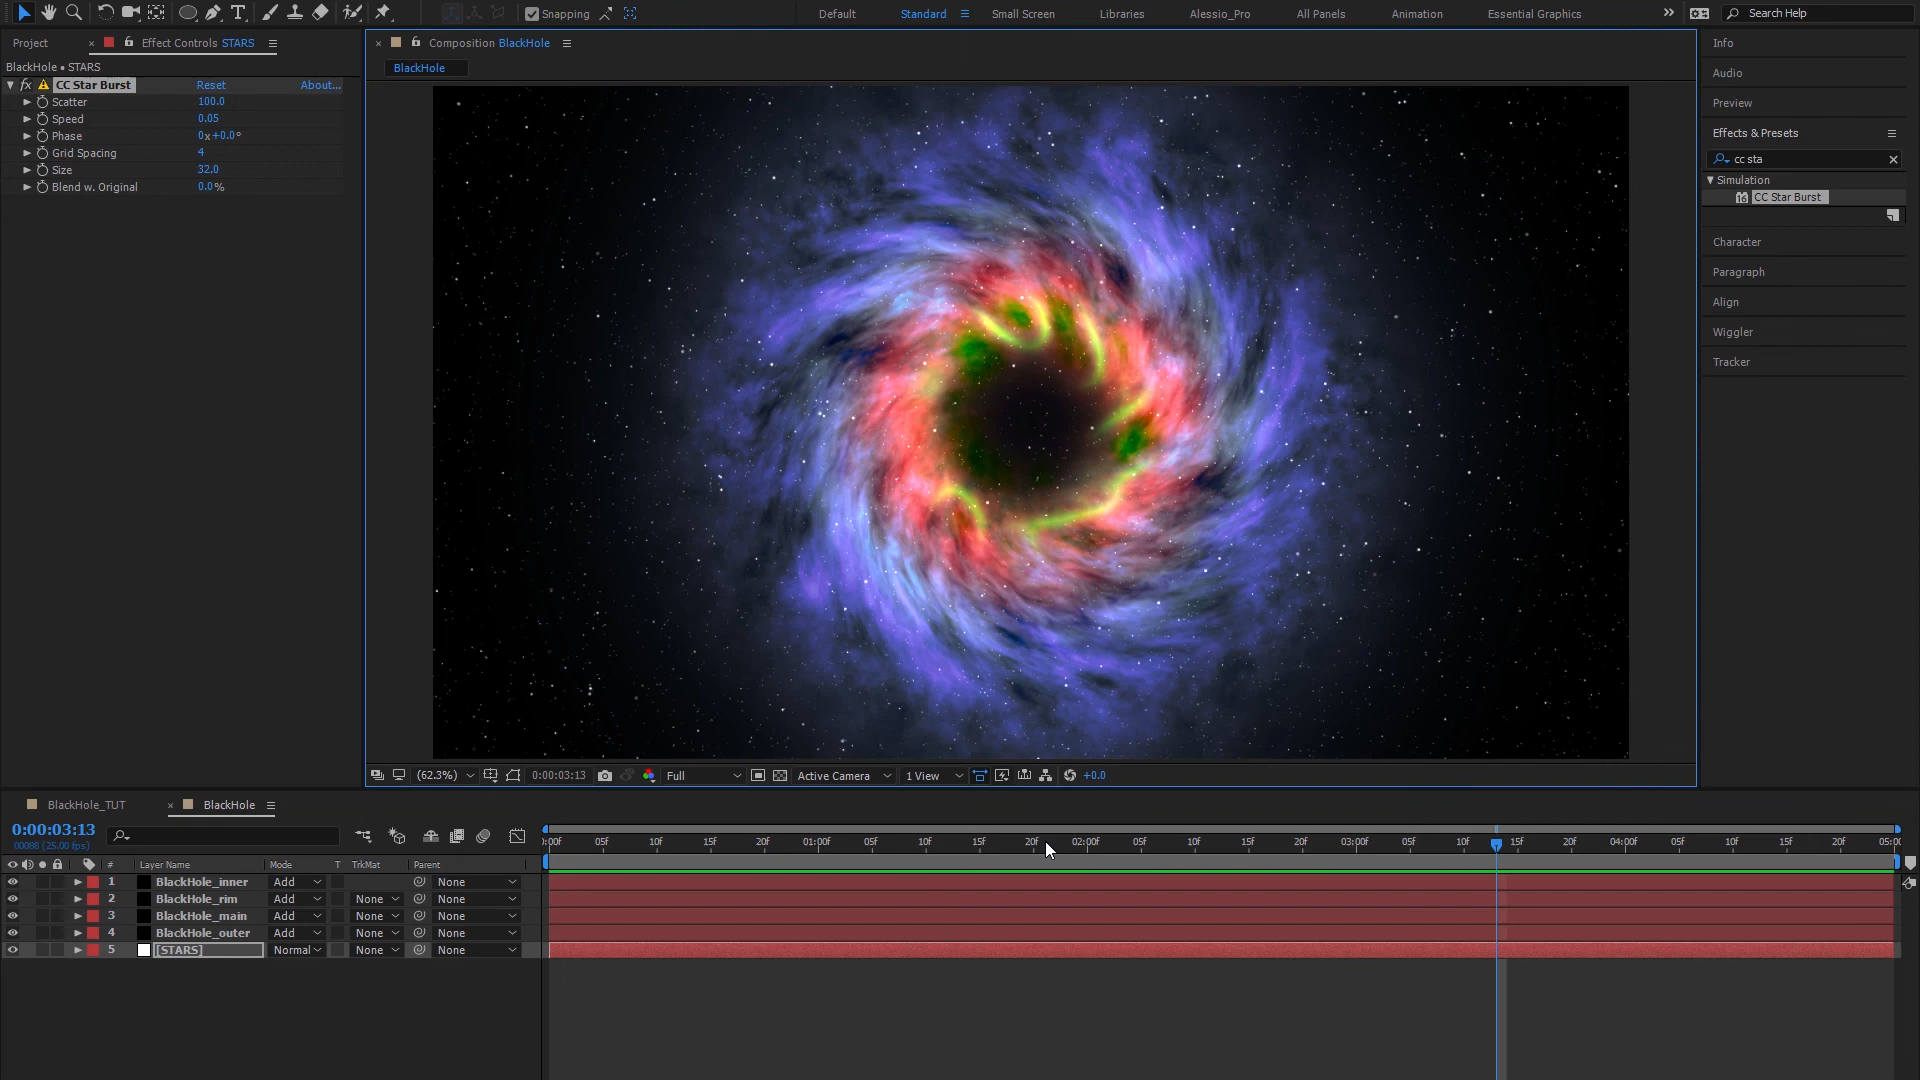 Snapping
Default
Standard
Small Screen
Libraries
Alessio_Pro
All Panels
Animation
Essential Graphics
Search Help
Project
Effect Controls STARS
Composition BlackHole
Info
BlackHole • STARS
BlackHole
Audio
fx CC Star Burst Reset About...
Scatter 100.0
Preview
Speed 0.05
Phase 0x+0.0°
Effects & Presets
Grid Spacing 4
cc sta
Size 32.0
Simulation
Blend w. Original 0.0%
CC Star Burst
Character
Paragraph
Align
Wiggler
Tracker
(62.3%) 0:00:03:13 Full Active Camera 1 View +0.0
BlackHole_TUT
BlackHole
0:00:03:13
00088 (25.00 fps)
:00f 05f 10f 15f 20f 01:00f 05f 10f 15f 20f 02:00f 05f 10f 15f 20f 03:00f 05f 10f 15f 20f 04:00f 05f 10f 15f 20f 05:00
# Layer Name Mode T TrkMat Parent
1 BlackHole_inner Add None
2 BlackHole_rim Add None None
3 BlackHole_main Add None None
4 BlackHole_outer Add None None
5 [STARS] Normal None None